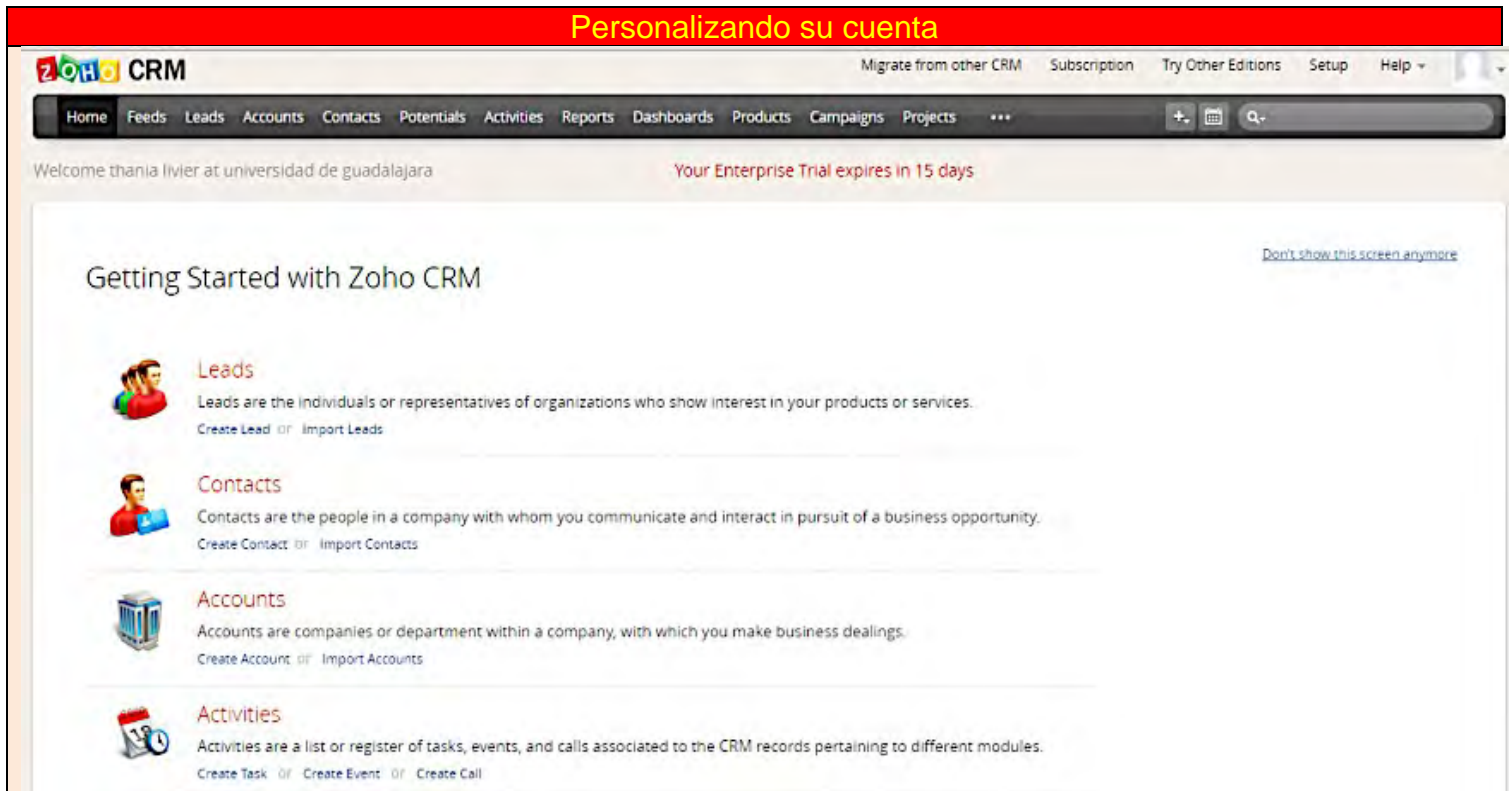 Personalizando su cuenta
ZOHO CRM
Migrate from other CRM Subscription Try Other Editions Setup Help
Home Feeds Leads Accounts Contacts Potentials Activities Reports Dashboards Products Campaigns Projects •••
Welcome thania livier at universidad de guadalajara
Your Enterprise Trial expires in 15 days
Don't show this screen anymore
Getting Started with Zoho CRM
Leads
Leads are the individuals or representatives of organizations who show interest in your products or services.
Create Lead or Import Leads
Contacts
Contacts are the people in a company with whom you communicate and interact in pursuit of a business opportunity.
Create Contact or Import Contacts
Accounts
Accounts are companies or department within a company, with which you make business dealings.
Create Account or Import Accounts
Activities
Activities are a list or register of tasks, events, and calls associated to the CRM records pertaining to different modules.
Create Task or Create Event or Create Call